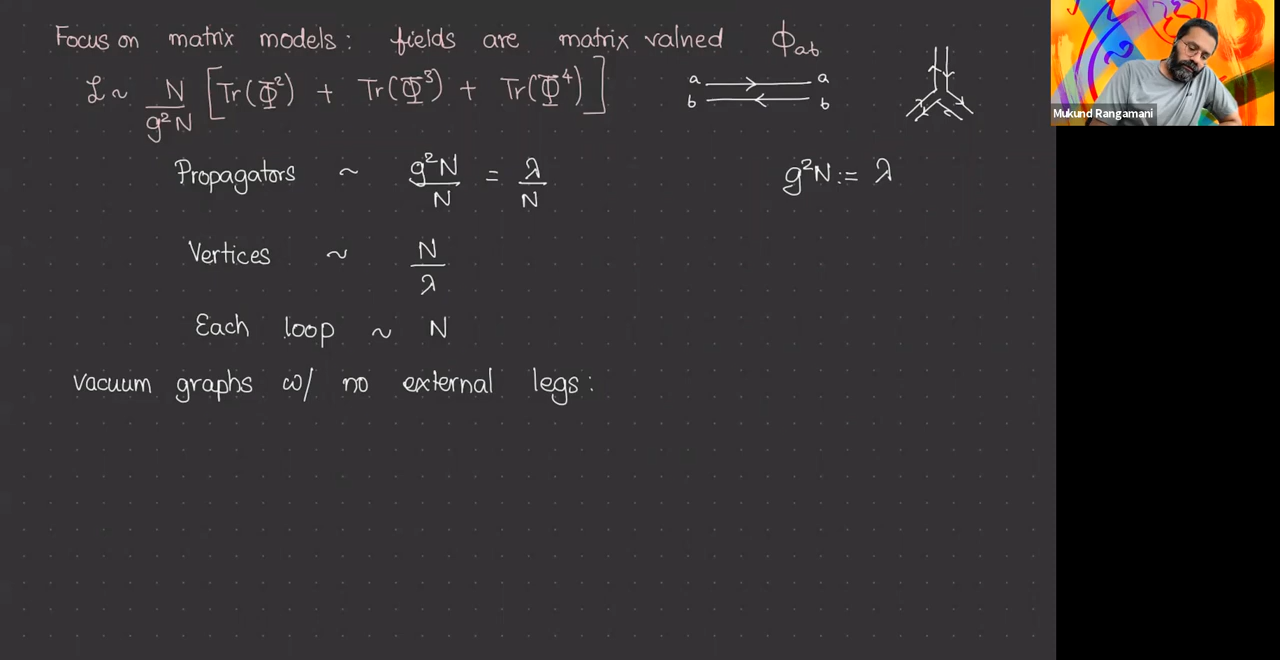 Focus on matrix models: fields are matrix valued Φab
ℒ ~ N/g²N [Tr(Φ²) + Tr(Φ³) + Tr(Φ⁴)]
a a
b b
Mukund Rangamani
Propagators ~ g²N/N = λ/N g²N := λ
Vertices ~ N/λ
Each loop ~ N
vacuum graphs w/ no external legs: